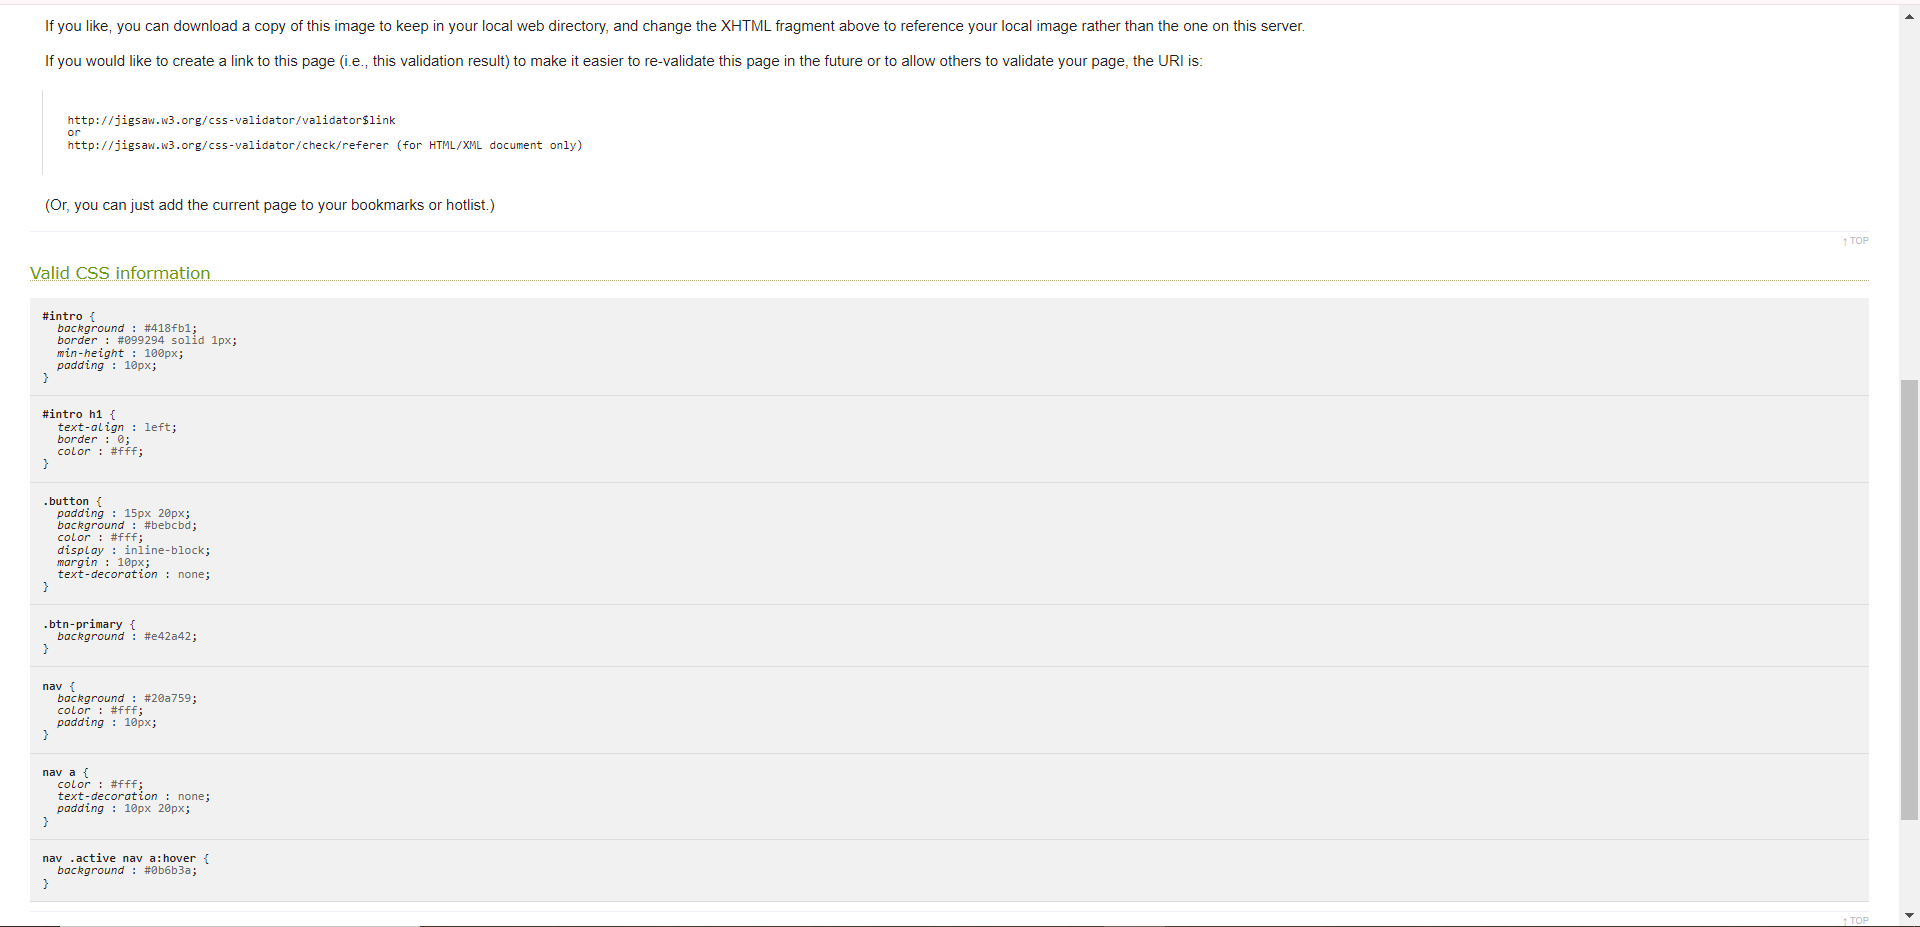 If you like, you can download a copy of this image to keep in your local web directory, and change the XHTML fragment above to reference your local image rather than the one on this server.
If you would like to create a link to this page (i.e., this validation result) to make it easier to re-validate this page in the future or to allow others to validate your page, the URI is:
http://jigsaw.w3.org/css-validator/validator$link
or
http://jigsaw.w3.org/css-validator/check/referer (for HTML/XML document only)
(Or, you can just add the current page to your bookmarks or hotlist.)
↑ TOP
Valid CSS information
#intro {
background : #418fb1;
border : #099294 solid 1px;
min-height : 100px;
padding : 10px;
}
#intro h1 {
text-align : left;
border : 0;
color : #fff;
}
.button {
padding : 15px 20px;
background : #bebcbd;
color : #fff;
display : inline-block;
margin : 10px;
text-decoration : none;
}
.btn-primary {
background : #e42a42;
}
nav {
background : #20a759;
color : #fff;
padding : 10px;
}
nav a {
color : #fff;
text-decoration : none;
padding : 10px 20px;
}
nav .active nav a:hover {
background : #0b6b3a;
}
↑ TOP